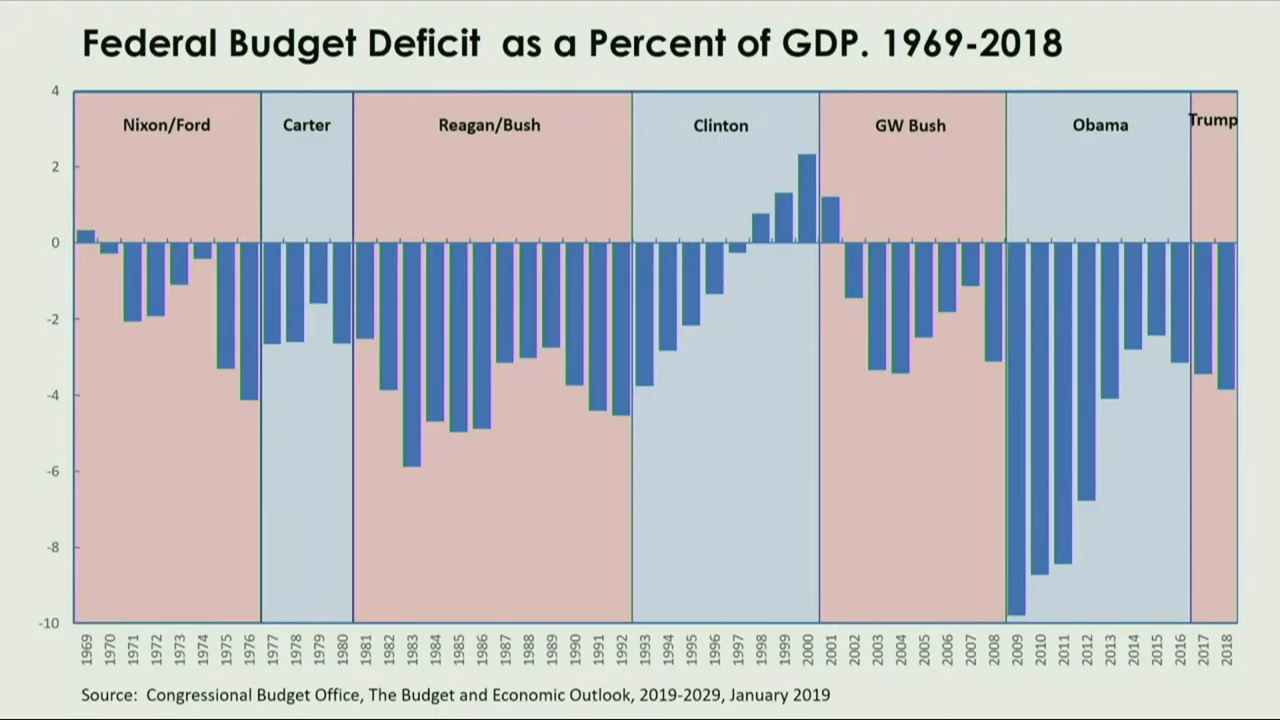 Federal Budget Deficit as a Percent of GDP. 1969-2018
4
Nixon/Ford Carter Reagan/Bush Clinton GW Bush Obama Trump
2
0
-2
-4
-6
-8
-10
1969 1970 1971 1972 1973 1974 1975 1976 1977 1978 1979 1980 1981 1982 1983 1984 1985 1986 1987 1988 1989 1990 1991 1992 1993 1994 1995 1996 1997 1998 1999 2000 2001 2002 2003 2004 2005 2006 2007 2008 2009 2010 2011 2012 2013 2014 2015 2016 2017 2018
Source: Congressional Budget Office, The Budget and Economic Outlook, 2019-2029, January 2019